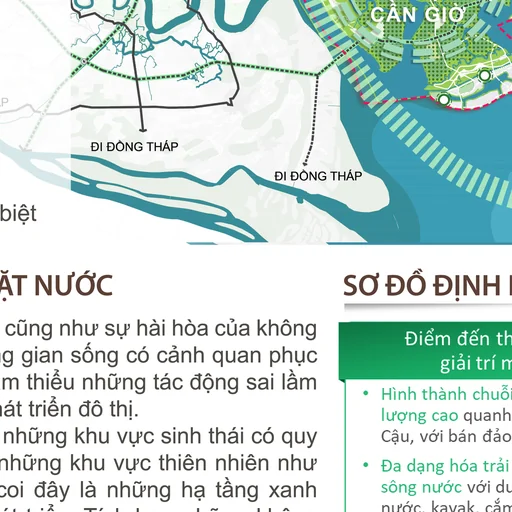 CẦN GIỜ
ĐI ĐỒNG THÁP
ĐI ĐỒNG THÁP
biệt
ẶT NƯỚC
cũng như sự hài hòa của không
gian sống có cảnh quan phục
thiểu những tác động sai lầm
triển đô thị.
những khu vực sinh thái có quy
những khu vực thiên nhiên như
coi đây là những hạ tầng xanh
SƠ ĐỒ ĐỊNH
Điểm đến th
giải trí m
• Hình thành chuỗi
lượng cao quanh
Cậu, với bán đảo
• Đa dạng hóa trải
sông nước với du
nước, kayak, cắm